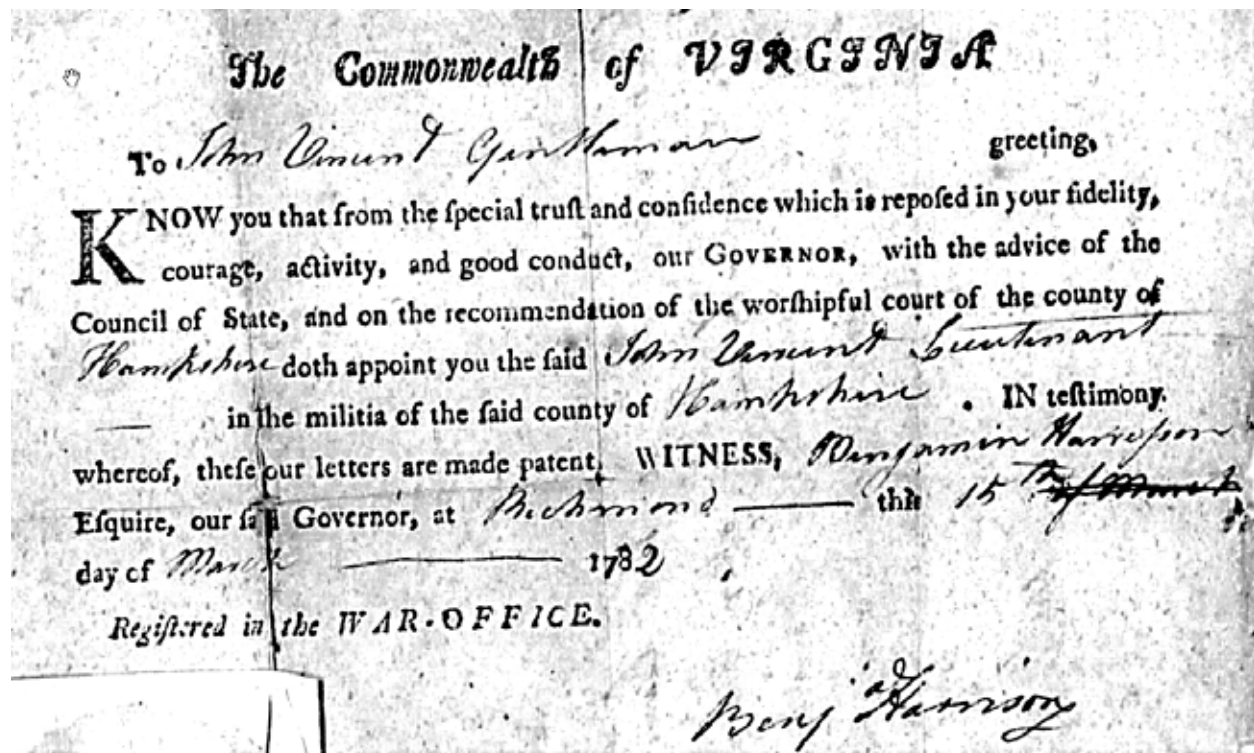 The Commonwealth of VIRGINIA
To John Vincent Gentleman greeting,
KNOW you that from the ſpecial truſt and confidence which is repoſed in your fidelity,
courage, activity, and good conduct, our GOVERNOR, with the advice of the
Council of State, and on the recommendation of the worſhipful court of the county of
Hampshire doth appoint you the ſaid John Vincent Lieutenant
— in the militia of the ſaid county of Hampshire . IN teſtimony
whereof, theſe our letters are made patent, WITNESS, Benjamin Harrison
Eſquire, our ſaid Governor, at Richmond — this 15th of March
day of March — 1782
Regiſtered in the WAR-OFFICE.
Benj Harrison